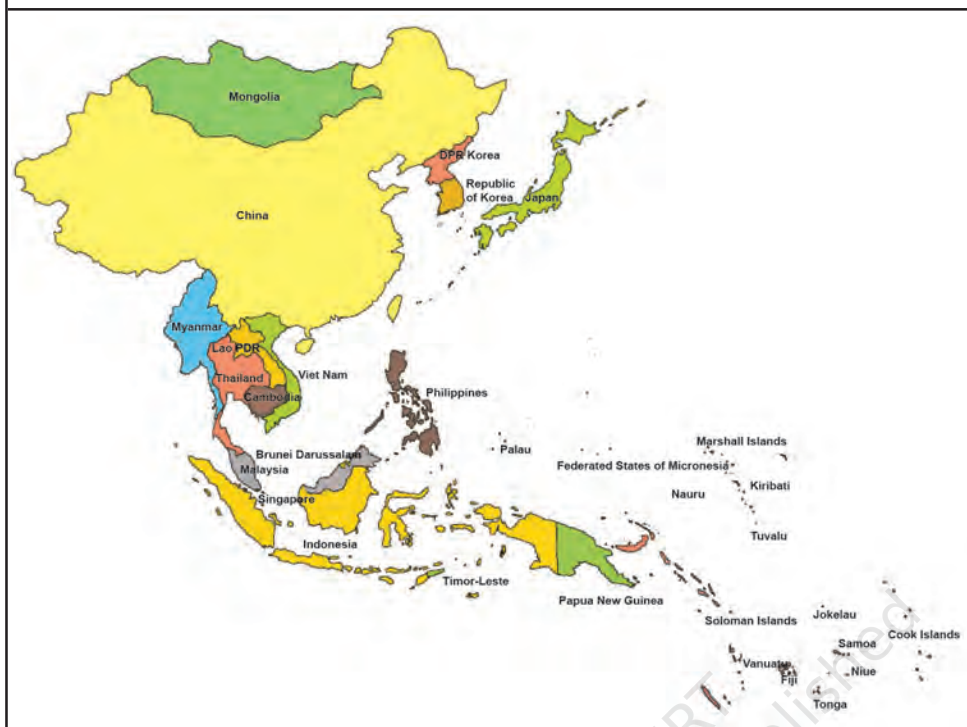 Mongolia
DPR Korea
Republic
of Korea
Japan
China
Myanmar
Lao PDR
Viet Nam
Thailand
Cambodia
Philippines
Palau
Marshall Islands
Brunei Darussalam
Federated States of Micronesia
Malaysia
Kiribati
Nauru
Singapore
Tuvalu
Indonesia
Timor-Leste
Papua New Guinea
Soloman Islands
Jokelau
Cook Islands
Samoa
Vanuatu
Niue
Fiji
Tonga